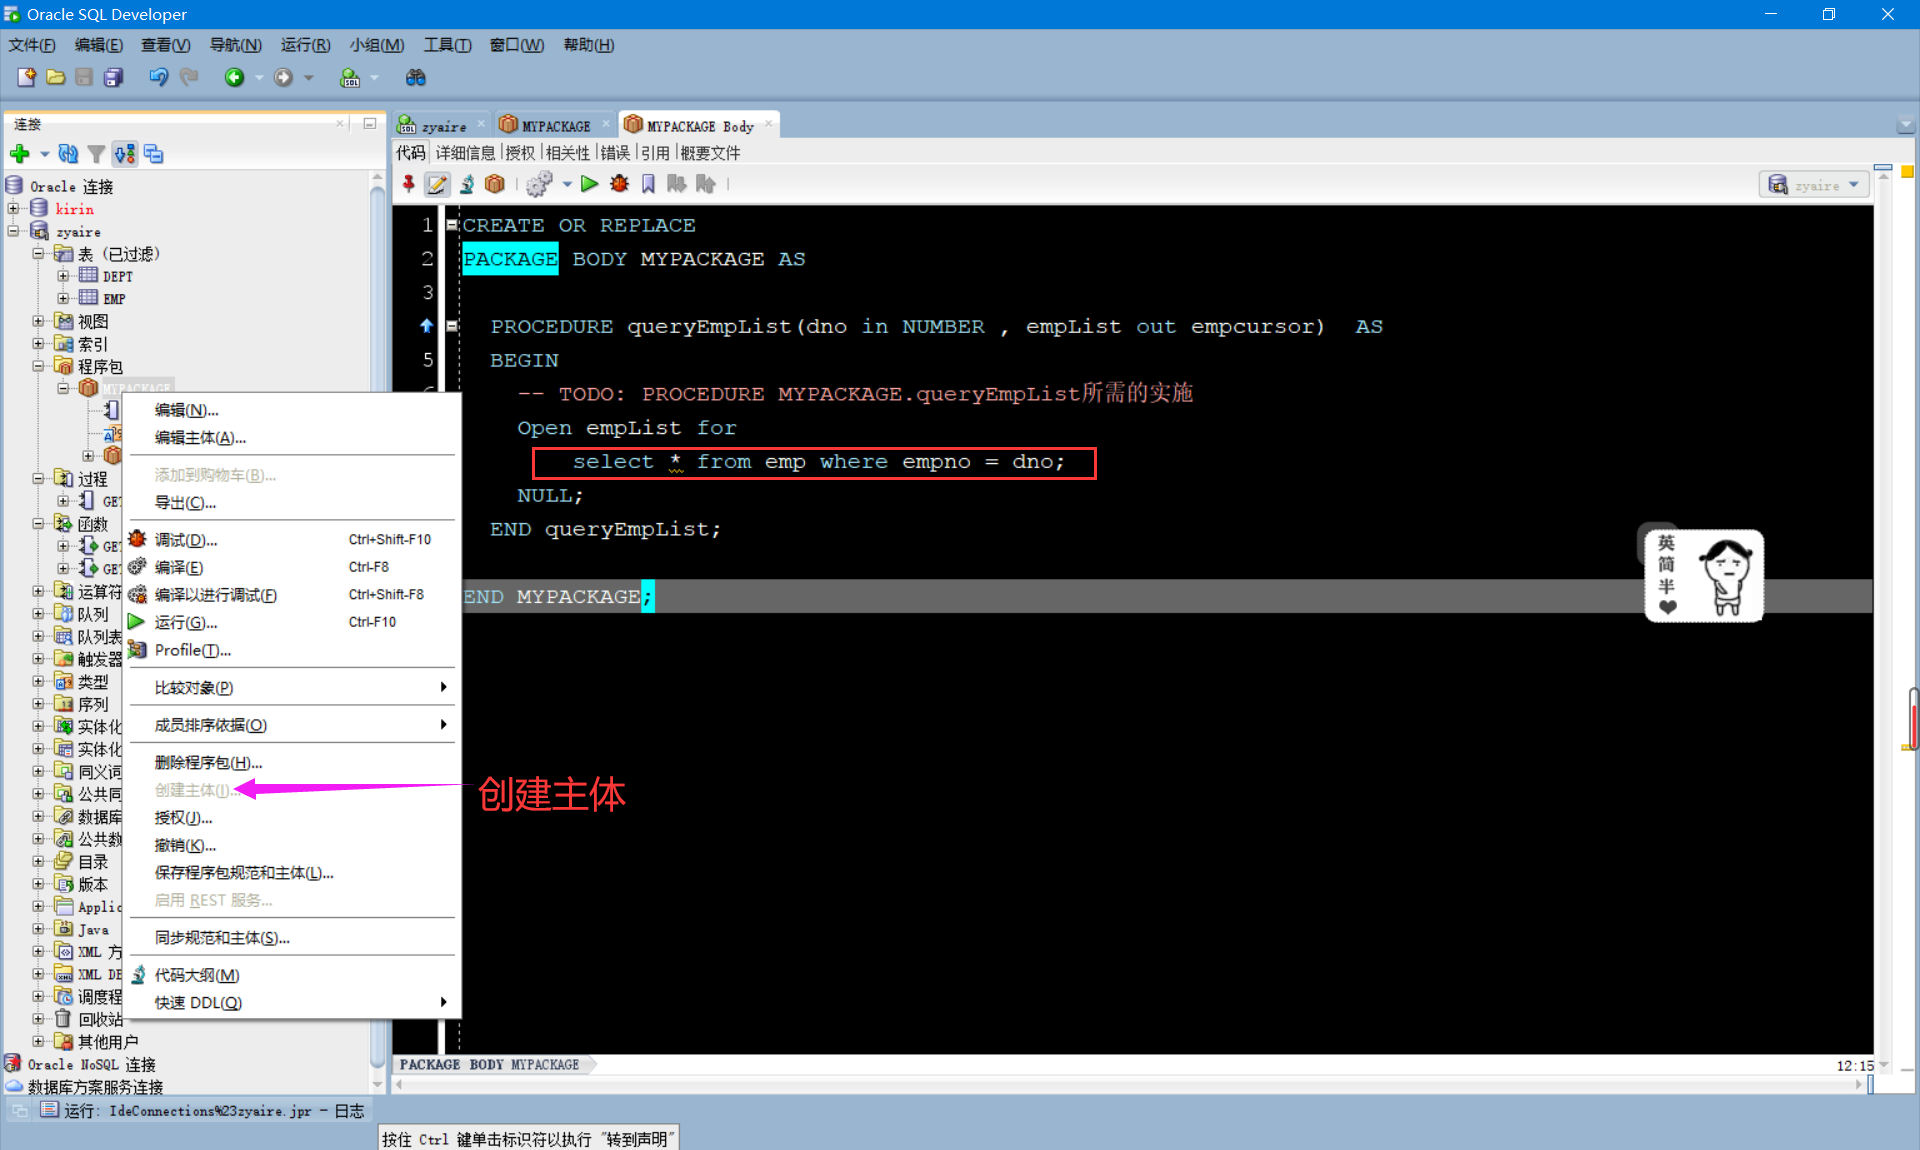 Oracle SQL Developer
文件(F) 编辑(E) 查看(V) 导航(N) 运行(R) 小组(M) 工具(T) 窗口(W) 帮助(H)
连接
Oracle 连接
kirin
zyaire
表 (已过滤)
DEPT
EMP
视图
索引
程序包
MYPACKAGE
过程
GET
函数
GET
GET
运算符
队列
队列表
触发器
类型
序列
实体化
实体化
同义词
公共同
数据库
公共数
目录
版本
Applic
Java
XML 方
XML DE
调度程
回收站
其他用户
Oracle NoSQL 连接
数据库方案服务连接
编辑(N)...
编辑主体(A)...
添加到购物车(B)...
导出(C)...
调试(D)... Ctrl+Shift-F10
编译(E) Ctrl-F8
编译以进行调试(F) Ctrl+Shift-F8
运行(G)... Ctrl-F10
Profile(T)...
比较对象(P)
成员排序依据(O)
删除程序包(H)...
创建主体(I)...
授权(J)...
撤销(K)...
保存程序包规范和主体(L)...
启用 REST 服务...
同步规范和主体(S)...
代码大纲(M)
快速 DDL(Q)
创建主体
zyaire MYPACKAGE MYPACKAGE Body
代码 详细信息 授权 相关性 错误 引用 概要文件
SQL
zyaire
1 CREATE OR REPLACE
2 PACKAGE BODY MYPACKAGE AS
3
PROCEDURE queryEmpList(dno in NUMBER , empList out empcursor) AS
5 BEGIN
-- TODO: PROCEDURE MYPACKAGE.queryEmpList所需的实施
Open empList for
select * from emp where empno = dno;
NULL;
END queryEmpList;
END MYPACKAGE;
英
简
半
PACKAGE BODY MYPACKAGE
12:15
运行: IdeConnections%23zyaire.jpr - 日志
按住 Ctrl 键单击标识符以执行 "转到声明"